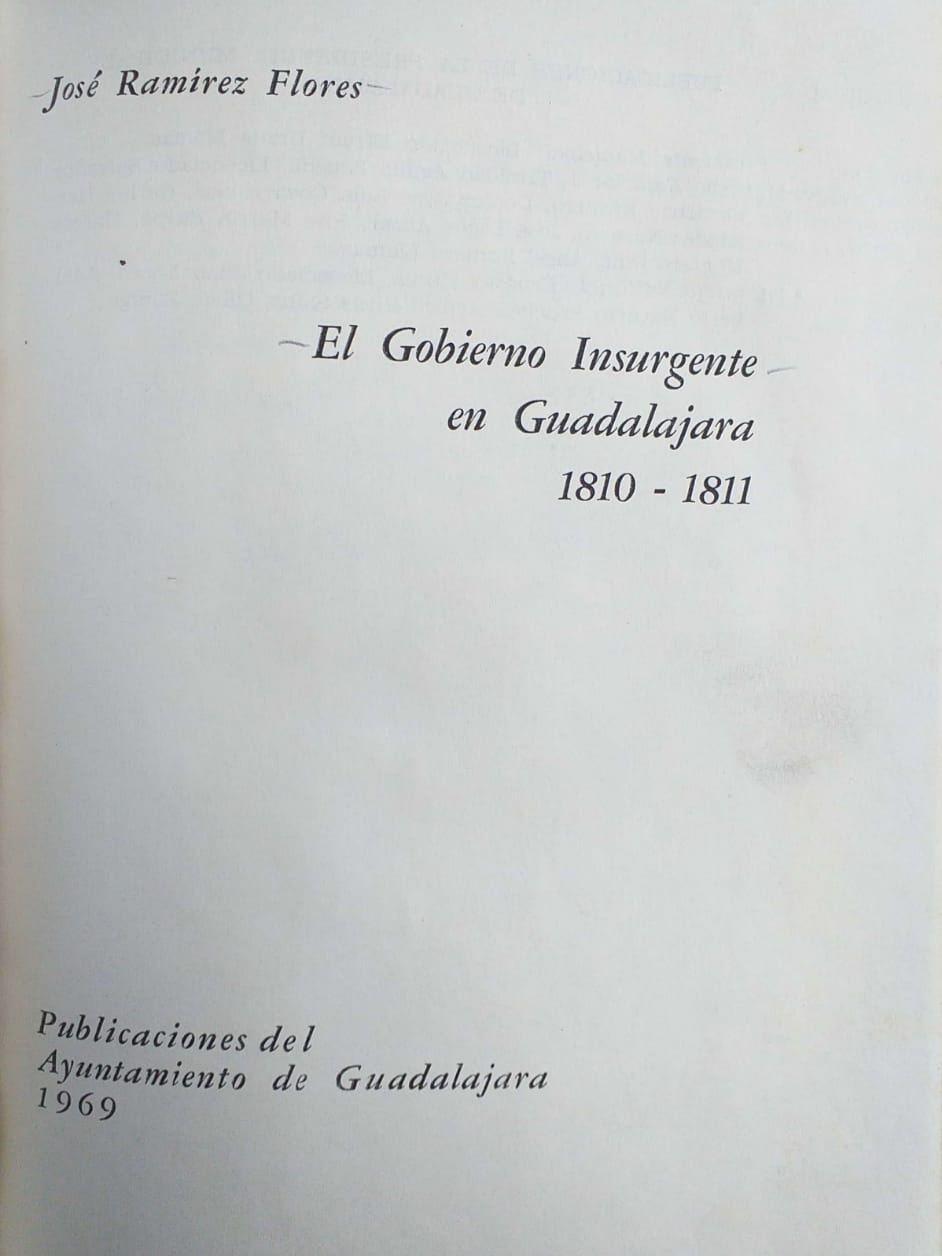 José Ramírez Flores
El Gobierno Insurgente
en Guadalajara
1810 - 1811
Publicaciones del
Ayuntamiento de Guadalajara
1969